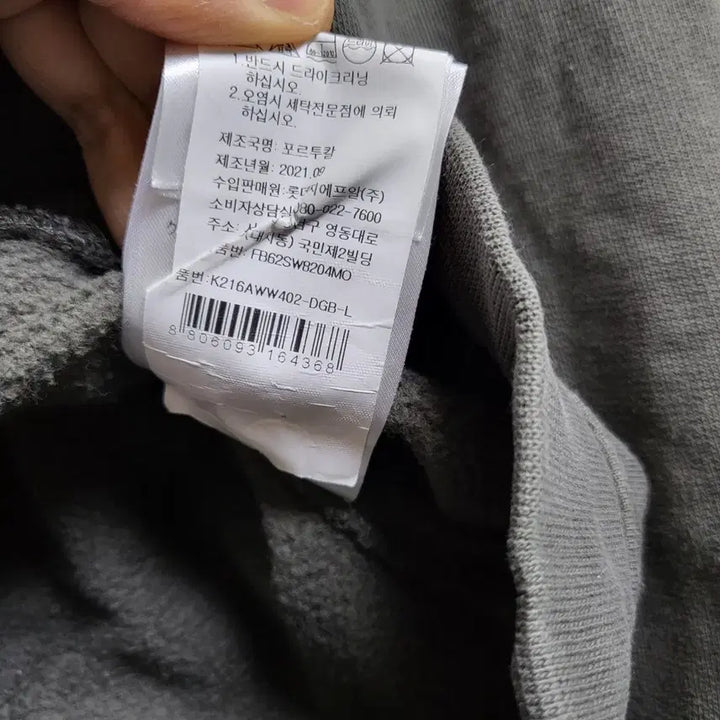 1. 반드시 드라이크리닝
하십시오.
2. 오염시 세탁전문점에 의뢰
하십시오.
제조국명: 포르투칼
제조년월: 2021.09
수입판매원: 에프알(주)
소비자상담실 080-022-7600
주소: 영동대로
국민제2빌딩
품번: FB62SW8204MO
품번:K216AWW402-DGB-L
8 806093 164368